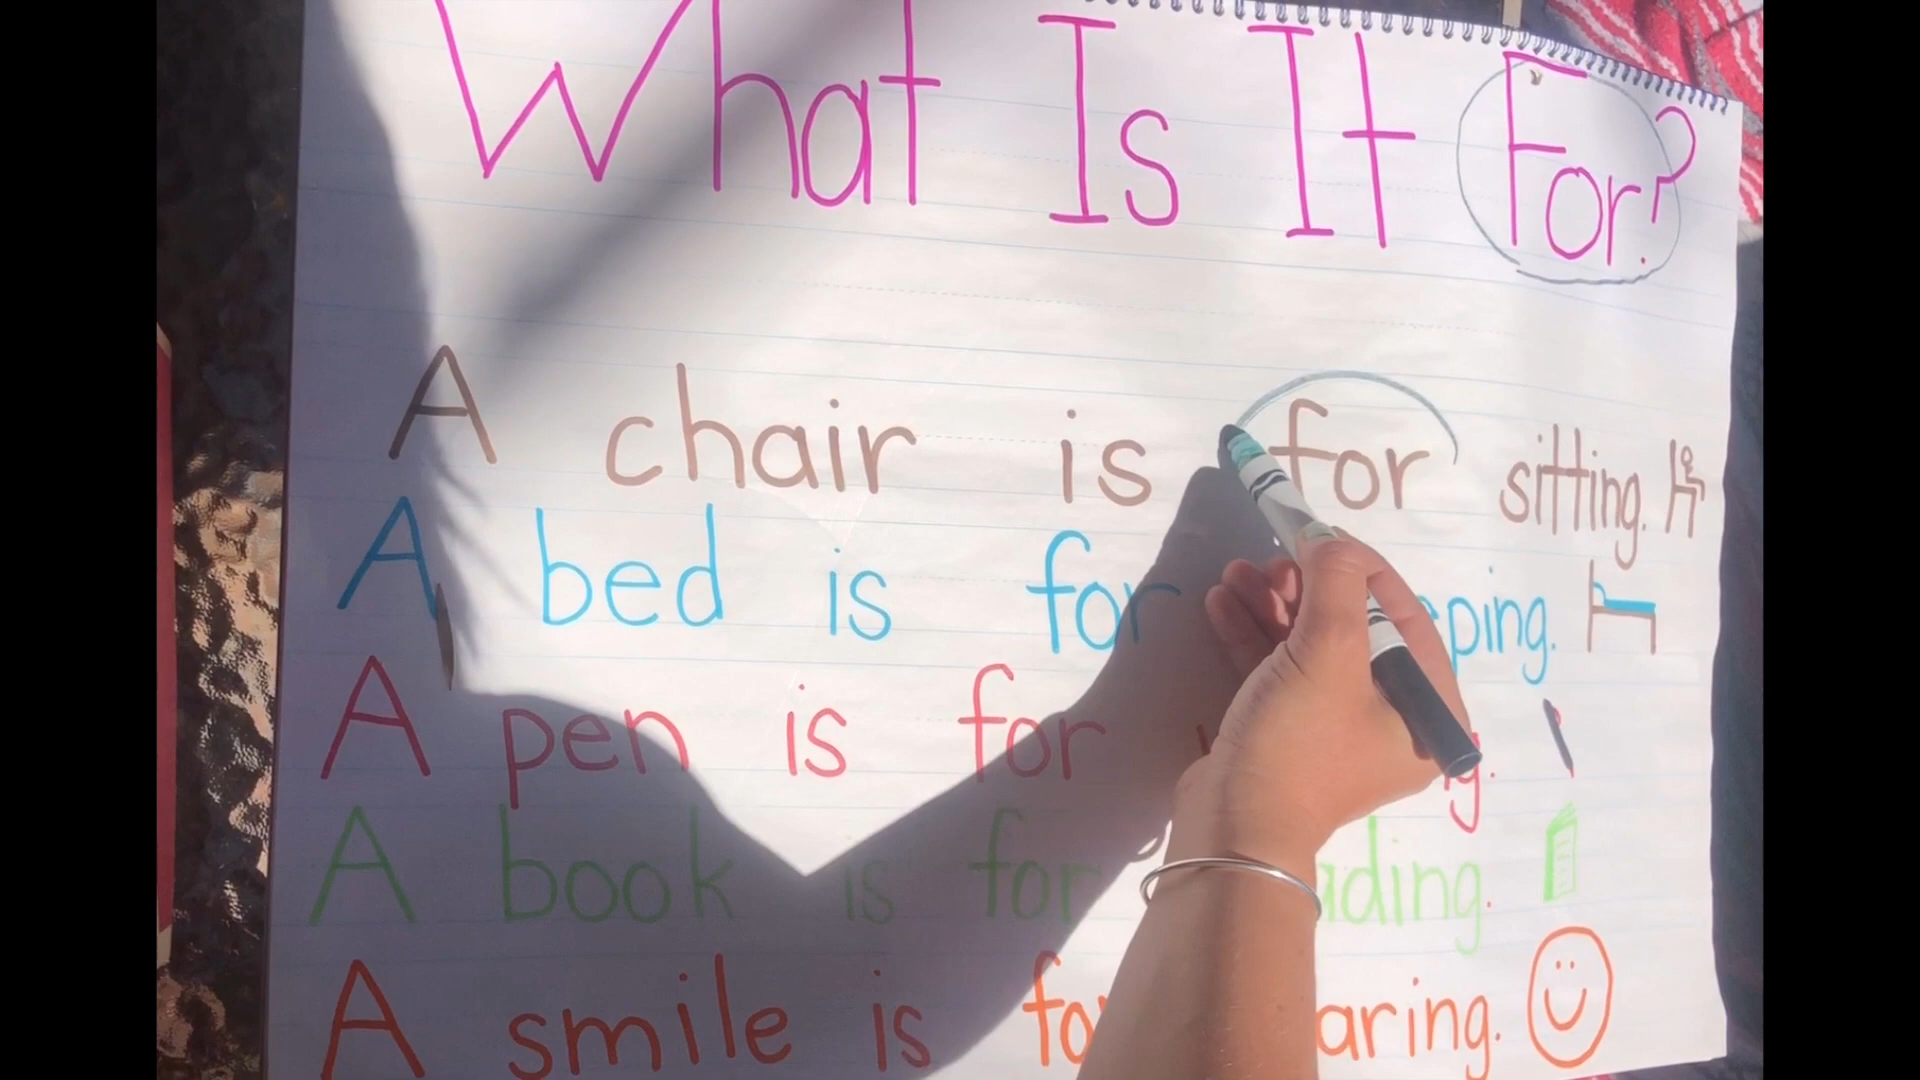 What Is It For?
A chair is for sitting.
A bed is for
A pen is for
A book is for
A smile is for